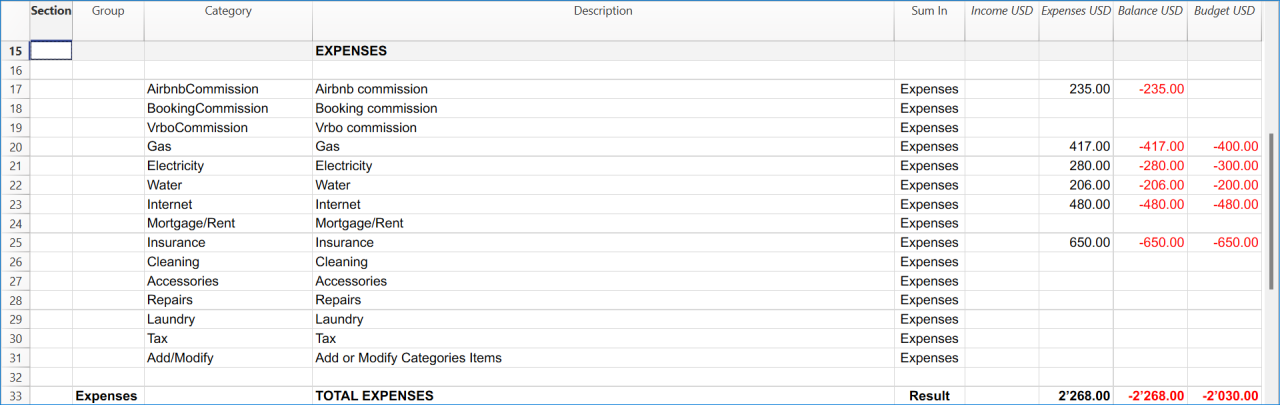 Section Group Category Description Sum In Income USD Expenses USD Balance USD Budget USD
15 EXPENSES
16
17 AirbnbCommission Airbnb commission Expenses 235.00 -235.00
18 BookingCommission Booking commission Expenses
19 VrboCommission Vrbo commission Expenses
20 Gas Gas Expenses 417.00 -417.00 -400.00
21 Electricity Electricity Expenses 280.00 -280.00 -300.00
22 Water Water Expenses 206.00 -206.00 -200.00
23 Internet Internet Expenses 480.00 -480.00 -480.00
24 Mortgage/Rent Mortgage/Rent Expenses
25 Insurance Insurance Expenses 650.00 -650.00 -650.00
26 Cleaning Cleaning Expenses
27 Accessories Accessories Expenses
28 Repairs Repairs Expenses
29 Laundry Laundry Expenses
30 Tax Tax Expenses
31 Add/Modify Add or Modify Categories Items Expenses
32
33 Expenses TOTAL EXPENSES Result 2’268.00 -2’268.00 -2’030.00